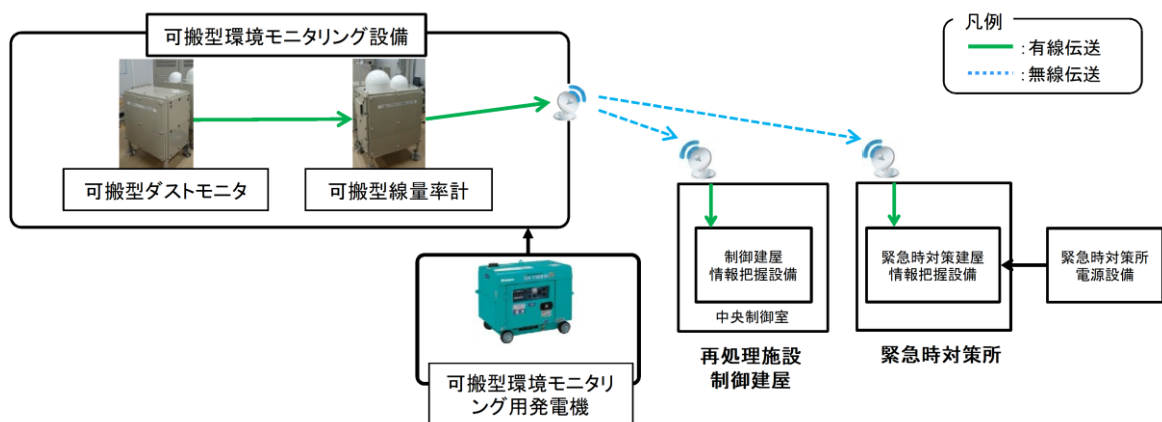 可搬型環境モニタリング設備
凡例
：有線伝送
：無線伝送
可搬型ダストモニタ
可搬型線量率計
制御建屋
情報把握設備
中央制御室
再処理施設
制御建屋
緊急時対策建屋
情報把握設備
緊急時対策所
緊急時対策所
電源設備
可搬型環境モニタリ
ング用発電機